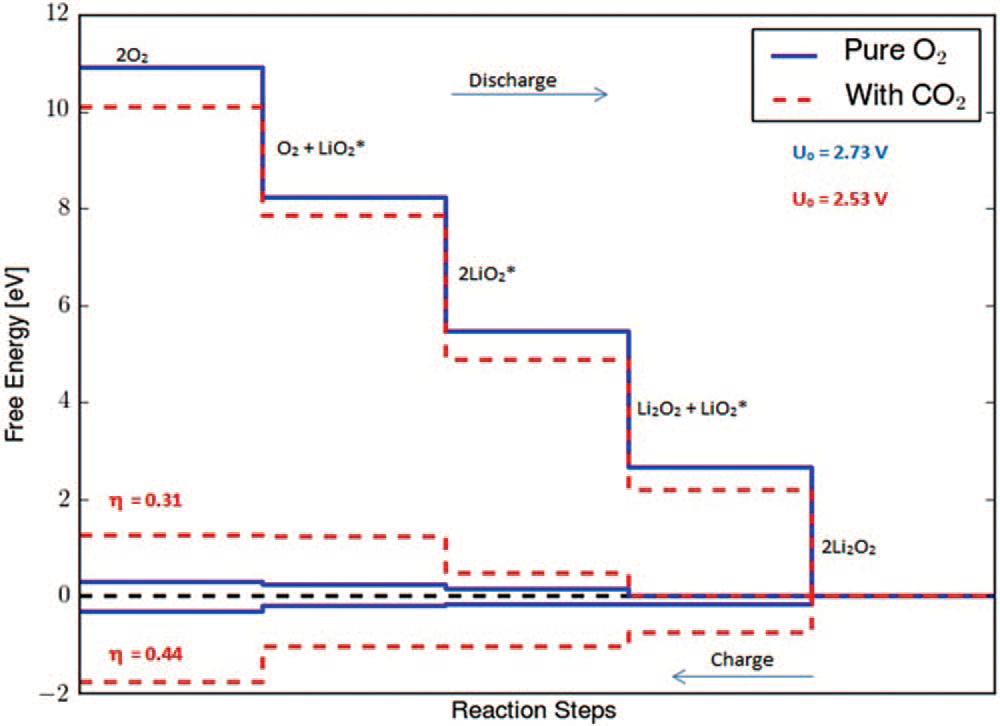 12
10
8
6
4
2
0
−2
Free Energy [eV]
Reaction Steps
Pure O₂
With CO₂
U₀ = 2.73 V
U₀ = 2.53 V
2O₂
Discharge
O₂ + LiO₂*
2LiO₂*
Li₂O₂ + LiO₂*
2Li₂O₂
η = 0.31
η = 0.44
Charge